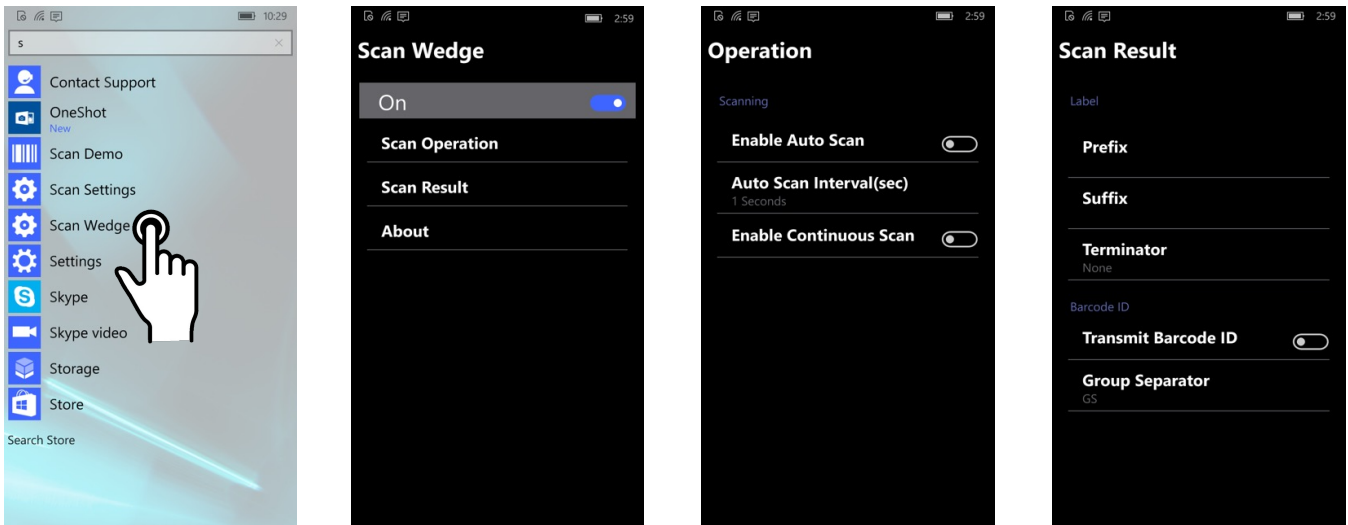 10:29
s
Contact Support
OneShot
New
Scan Demo
Scan Settings
Scan Wedge
Settings
Skype
Skype video
Storage
Store
Search Store
2:59
Scan Wedge
On
Scan Operation
Scan Result
About
2:59
Operation
Scanning
Enable Auto Scan
Auto Scan Interval(sec)
1 Seconds
Enable Continuous Scan
2:59
Scan Result
Label
Prefix
Suffix
Terminator
None
Barcode ID
Transmit Barcode ID
Group Separator
GS